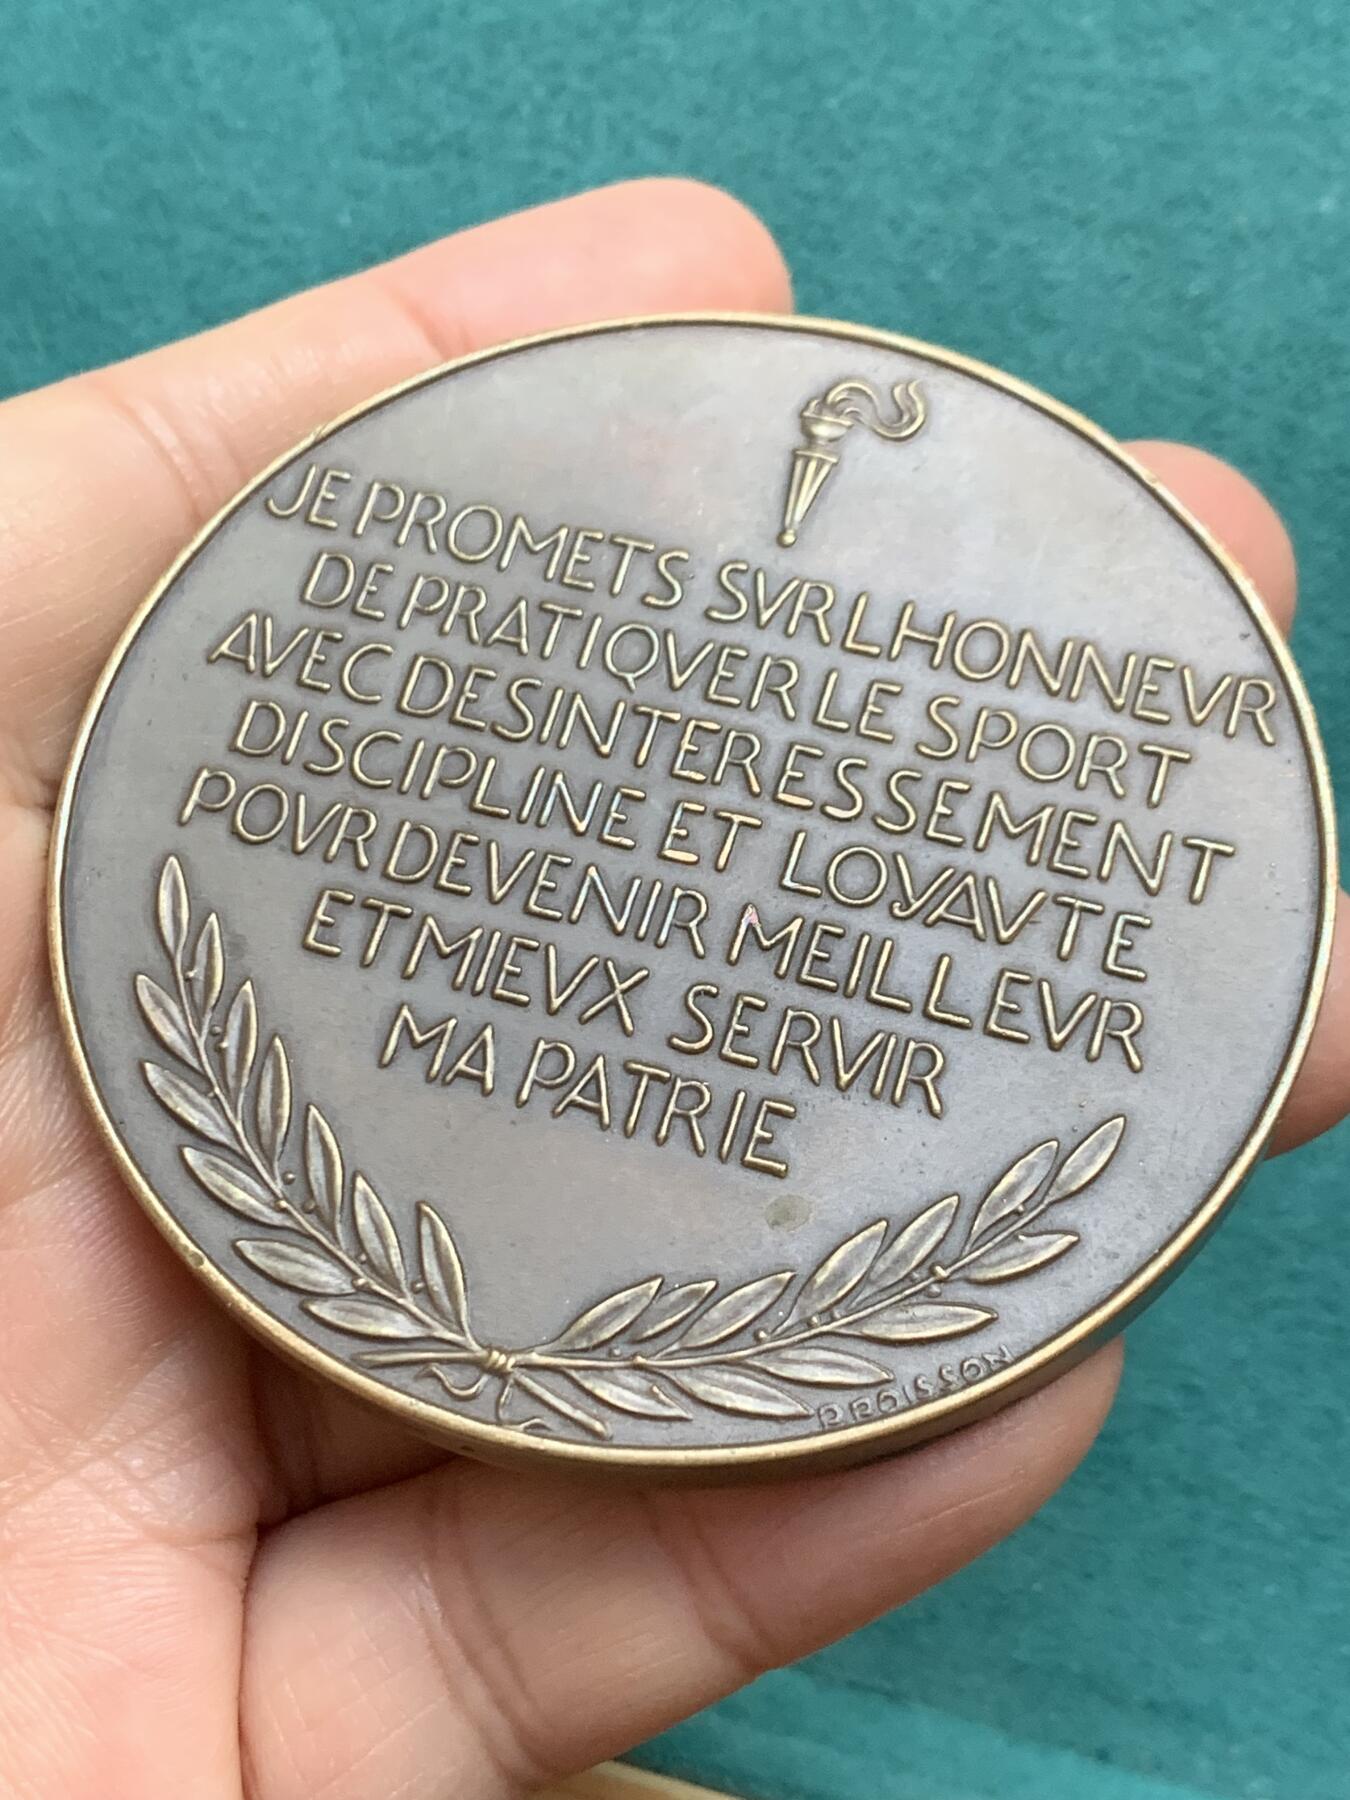 JE PROMETS SVR LHONNEVR
DE PRATIQVER LE SPORT
AVEC DESINTERESSEMENT
DISCIPLINE ET LOYAVTE
POVR DEVENIR MEILLEVR
ET MIEVX SERVIR
MA PATRIE
P. POISSON